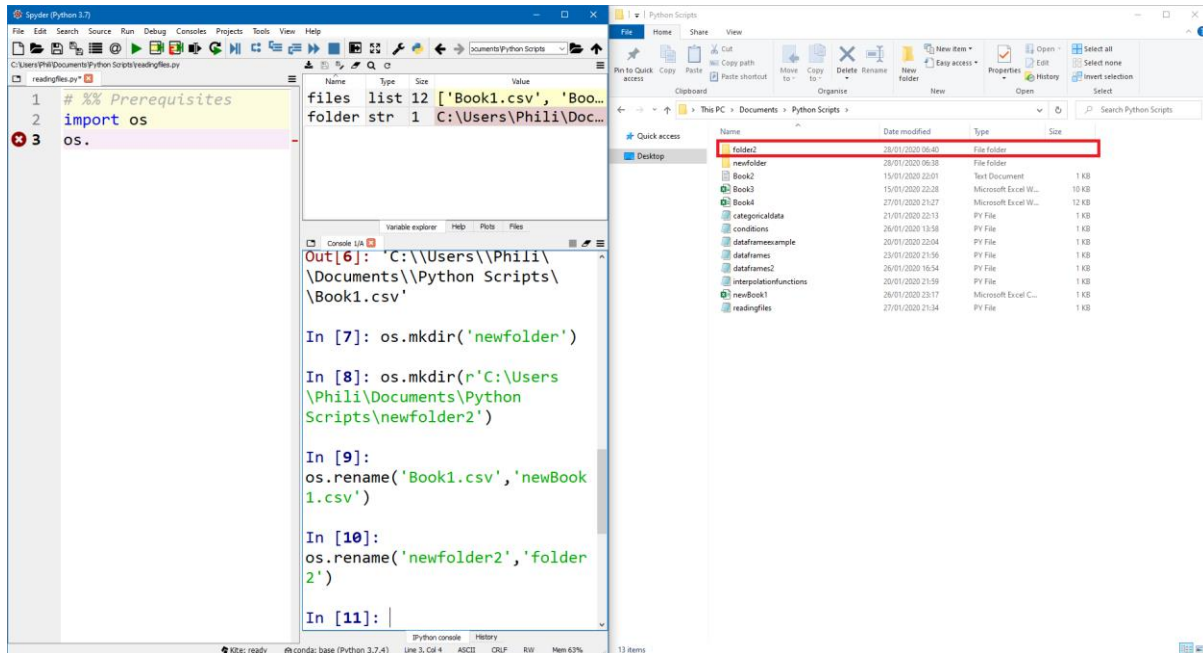 Spyder (Python 3.7)
File Edit Search Source Run Debug Consoles Projects Tools View Help
C:\Users\Phili\Documents\Python Scripts\readingfiles.py
readingfiles.py*
1 # %% Prerequisites
2 import os
3 os.
Name Type Size Value
files list 12 ['Book1.csv', 'Boo...
folder str 1 C:\Users\Phili\Doc...
Variable explorer Help Plots Files
Console 1/A
Out[6]: 'C:\\Users\\Phili\
\Documents\\Python Scripts\
\Book1.csv'
In [7]: os.mkdir('newfolder')
In [8]: os.mkdir(r'C:\Users
\Phili\Documents\Python
Scripts\newfolder2')
In [9]:
os.rename('Book1.csv','newBook
1.csv')
In [10]:
os.rename('newfolder2','folder
2')
In [11]:
IPython console History
Kite: ready conda: base (Python 3.7.4) Line 3, Col 4 ASCII CRLF RW Mem 63%
Python Scripts
File Home Share View
Pin to Quick access Copy Paste Cut Copy path Paste shortcut
Move to Copy to Delete Rename New folder New item Easy access
Properties Open Edit History Select all Select none Invert selection
Clipboard Organise New Open Select
This PC > Documents > Python Scripts > Search Python Scripts
Quick access
Desktop
Name Date modified Type Size
folder2 28/01/2020 06:40 File folder
newfolder 28/01/2020 06:38 File folder
Book2 15/01/2020 22:01 Text Document 1 KB
Book3 15/01/2020 22:28 Microsoft Excel W... 10 KB
Book4 27/01/2020 21:27 Microsoft Excel W... 12 KB
categoricaldata 21/01/2020 22:13 PY File 1 KB
conditions 26/01/2020 13:58 PY File 1 KB
dataframeexample 20/01/2020 22:04 PY File 1 KB
dataframes 23/01/2020 21:56 PY File 1 KB
dataframes2 26/01/2020 16:54 PY File 1 KB
interpolationfunctions 20/01/2020 21:59 PY File 1 KB
newBook1 26/01/2020 23:17 Microsoft Excel C... 1 KB
readingfiles 27/01/2020 21:34 PY File 1 KB
13 items